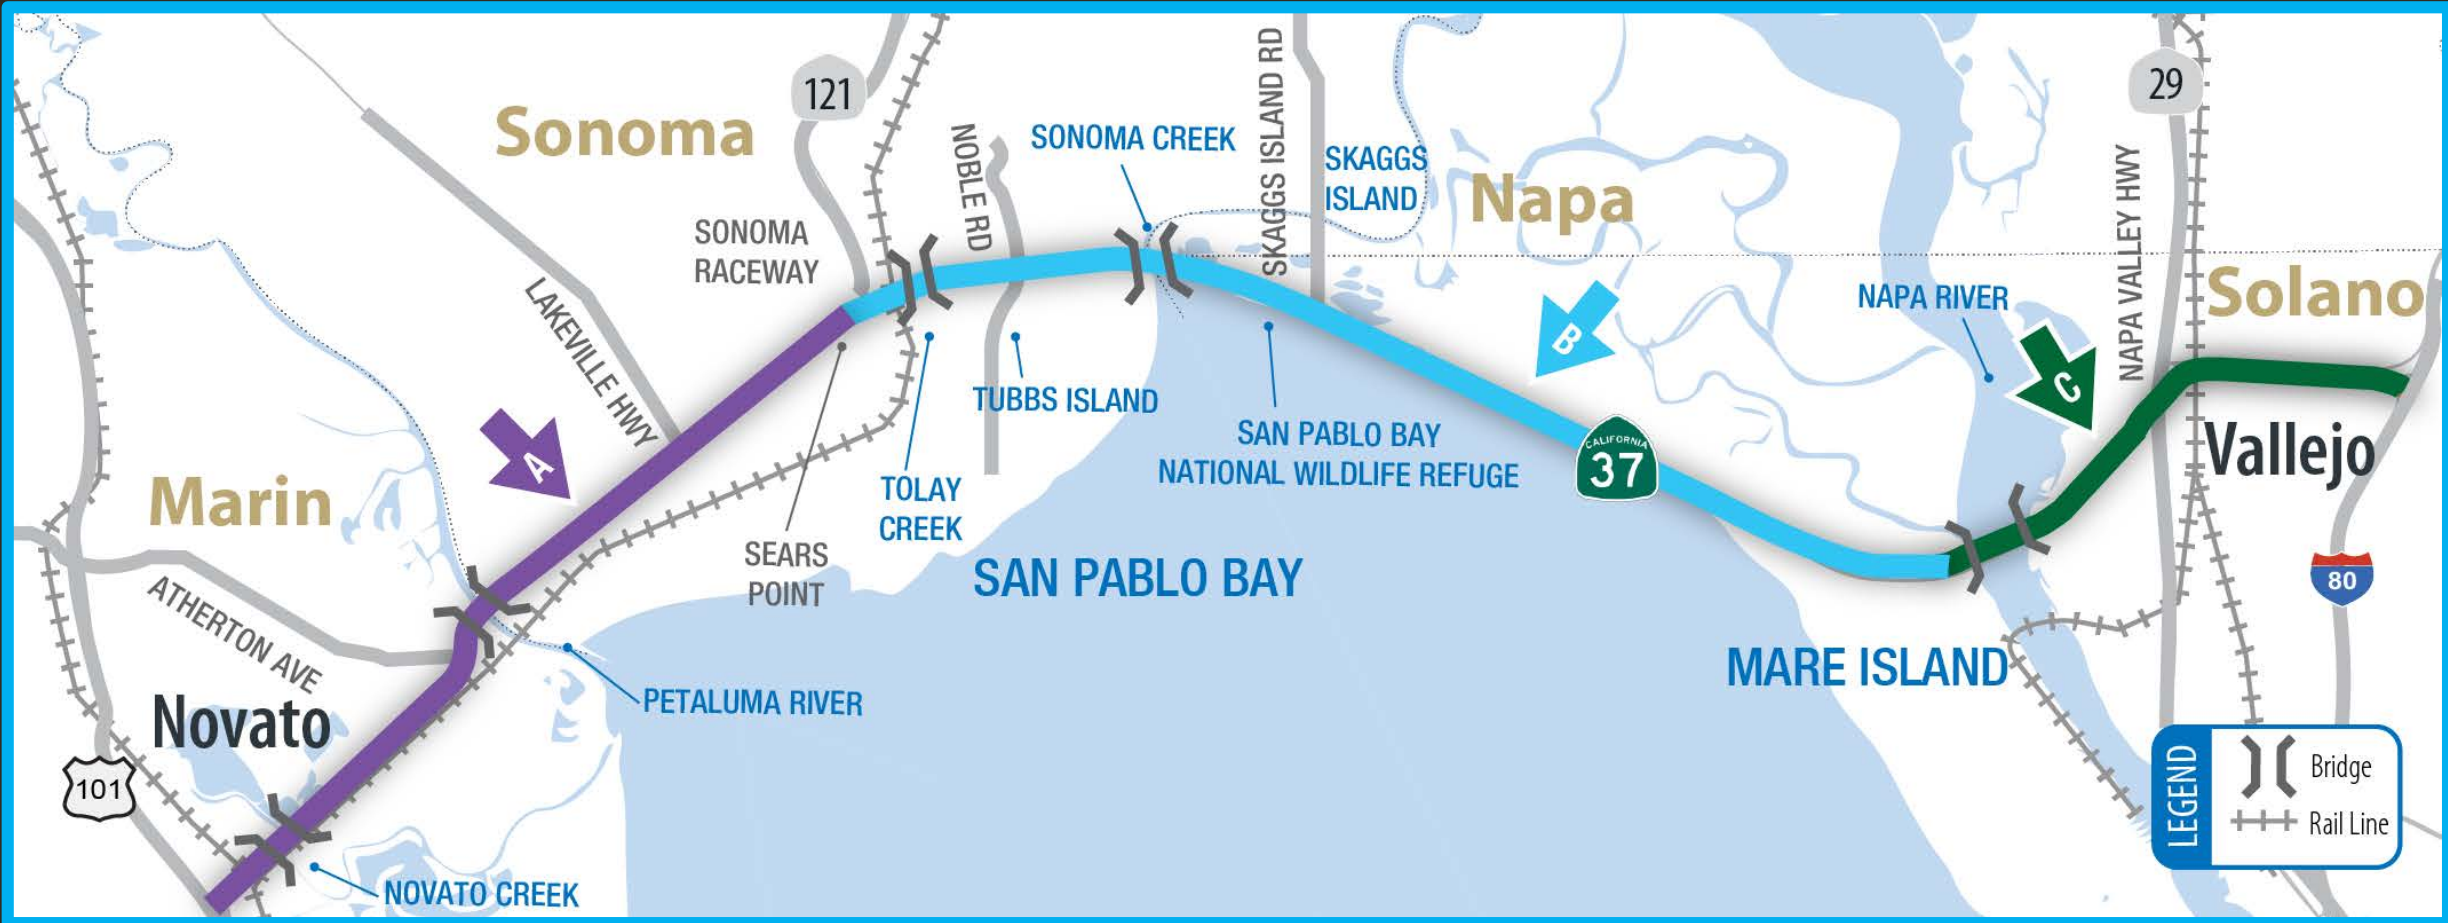 121
Sonoma
SONOMA
RACEWAY
LAKEVILLE HWY
NOBLE RD
SONOMA CREEK
SKAGGS ISLAND RD
SKAGGS
ISLAND
Napa
29
NAPA VALLEY HWY
Solano
NAPA RIVER
A
B
C
TUBBS ISLAND
TOLAY
CREEK
SEARS
POINT
SAN PABLO BAY
NATIONAL WILDLIFE REFUGE
CALIFORNIA
37
Vallejo
80
Marin
ATHERTON AVE
Novato
101
SAN PABLO BAY
MARE ISLAND
PETALUMA RIVER
NOVATO CREEK
LEGEND
Bridge
Rail Line